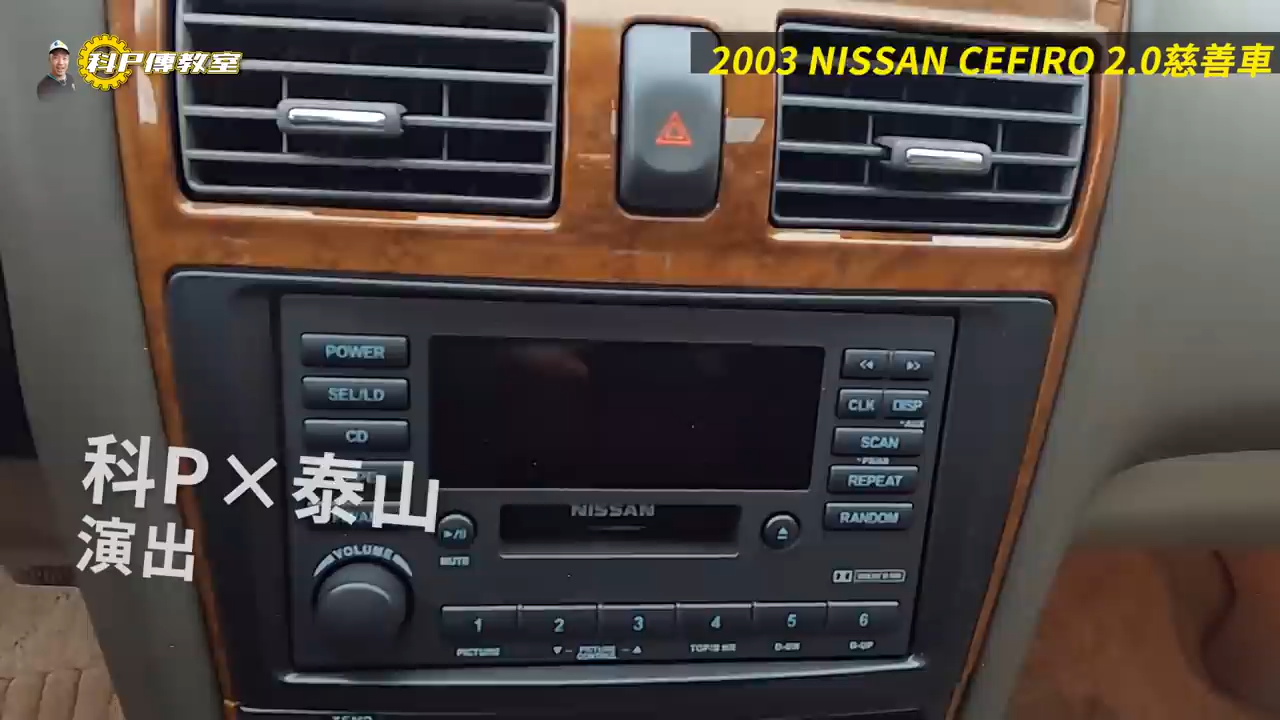 科P傳教室
2003 NISSAN CEFIRO 2.0慈善車
POWER
SEL/LD
CD
CLK
DISP
SCAN
REPEAT
RANDOM
科P×泰山
演出
NISSAN
MUTE
VOLUME
1
2
3
4
5
6
PICTURE
PICTURE CONTROL